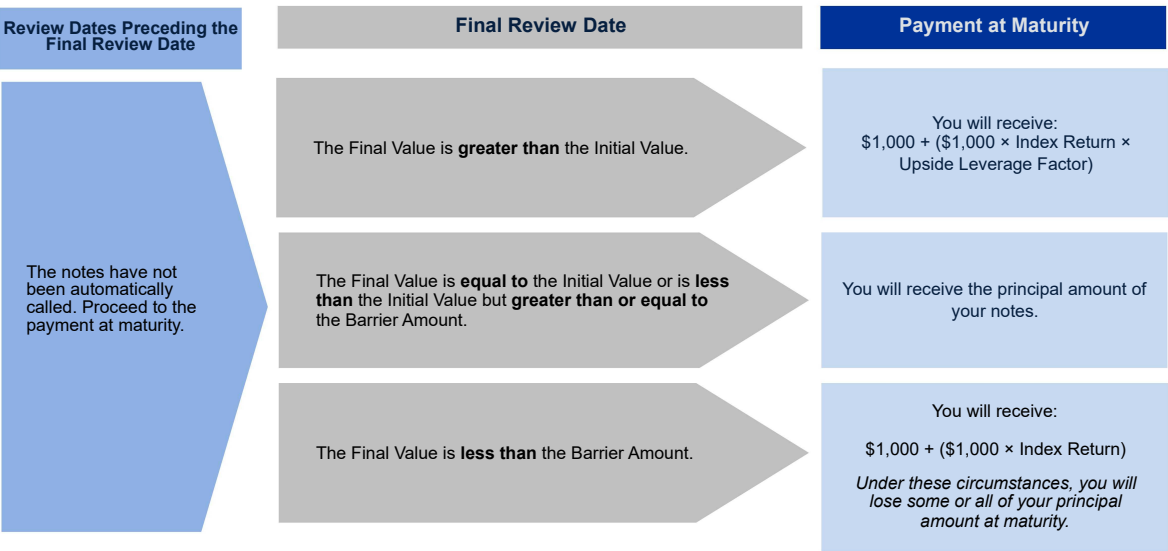 Review Dates Preceding the
Final Review Date
Final Review Date
Payment at Maturity
The notes have not
been automatically
called. Proceed to the
payment at maturity.
The Final Value is greater than the Initial Value.
You will receive:
$1,000 + ($1,000 × Index Return ×
Upside Leverage Factor)
The Final Value is equal to the Initial Value or is less
than the Initial Value but greater than or equal to
the Barrier Amount.
You will receive the principal amount of
your notes.
The Final Value is less than the Barrier Amount.
You will receive:
$1,000 + ($1,000 × Index Return)
Under these circumstances, you will
lose some or all of your principal
amount at maturity.